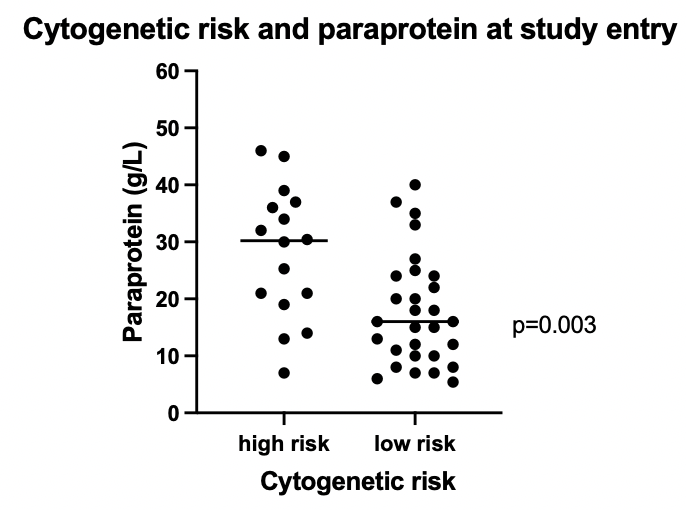 Cytogenetic risk and paraprotein at study entry
60
50
40
30
20
10
0
Paraprotein (g/L)
p=0.003
high risk
low risk
Cytogenetic risk